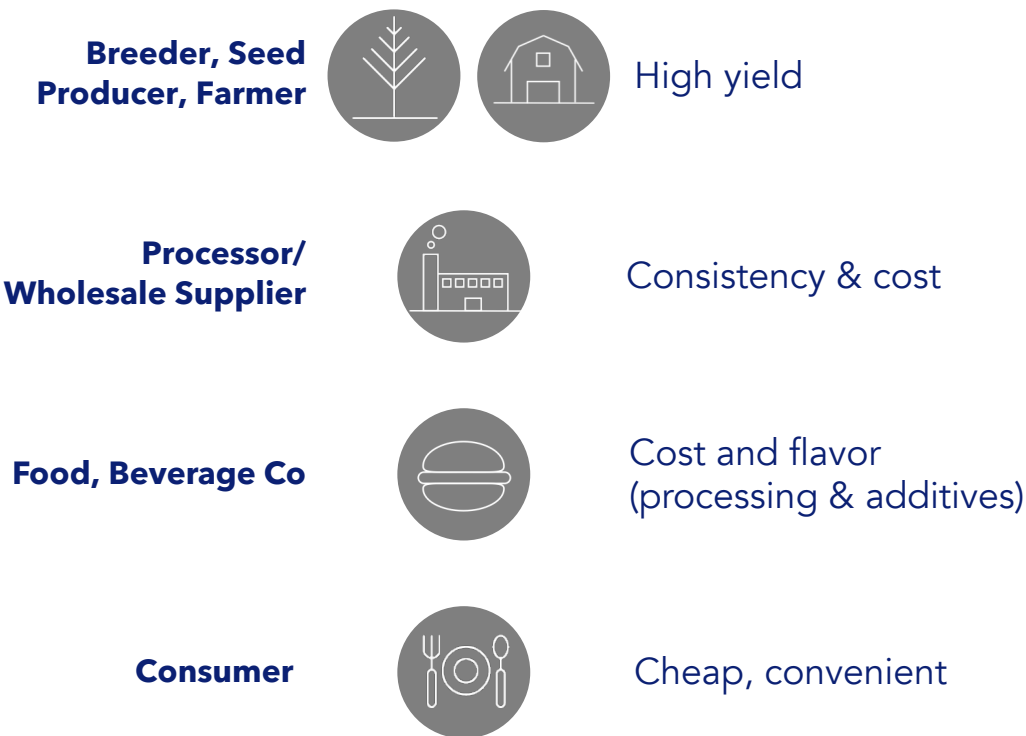 Breeder, Seed
Producer, Farmer
High yield
Processor/
Wholesale Supplier
Consistency & cost
Food, Beverage Co
Cost and flavor
(processing & additives)
Consumer
Cheap, convenient